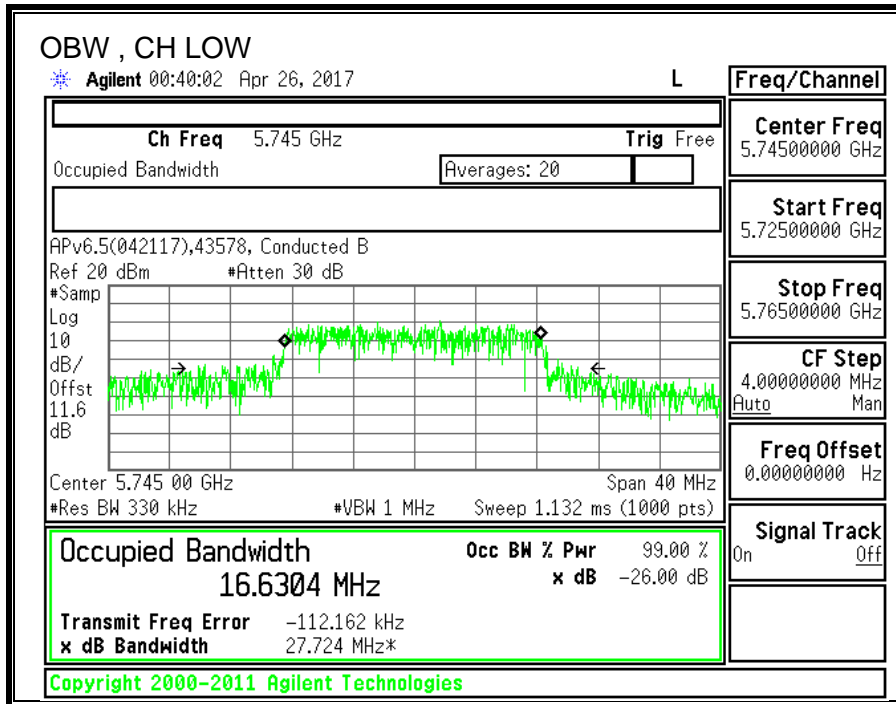 OBW , CH LOW
Agilent 00:40:02 Apr 26, 2017 L
Ch Freq 5.745 GHz Trig Free
Occupied Bandwidth Averages: 20
APv6.5(042117),43578, Conducted B
Ref 20 dBm #Atten 30 dB
#Samp
Log
10
dB/
Offst
11.6
dB
Center 5.745 00 GHz Span 40 MHz
#Res BW 330 kHz #VBW 1 MHz Sweep 1.132 ms (1000 pts)
Occupied Bandwidth Occ BW % Pwr 99.00 %
16.6304 MHz x dB -26.00 dB
Transmit Freq Error -112.162 kHz
x dB Bandwidth 27.724 MHz*
Copyright 2000-2011 Agilent Technologies
Freq/Channel
Center Freq
5.74500000 GHz
Start Freq
5.72500000 GHz
Stop Freq
5.76500000 GHz
CF Step
4.00000000 MHz
Auto Man
Freq Offset
0.00000000 Hz
Signal Track
On Off